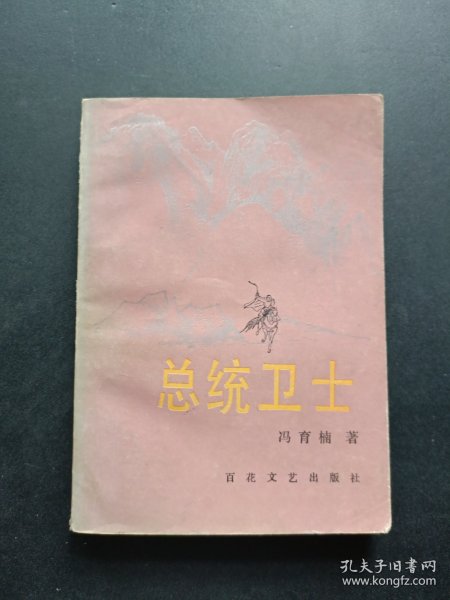 总统卫士
冯育楠 著
百花文艺出版社
孔夫子旧书网
www.kongfz.com